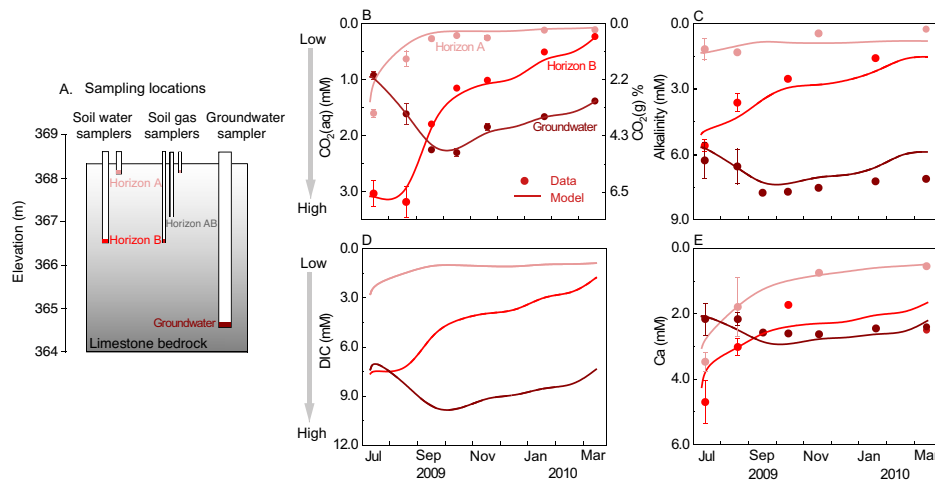 A. Sampling locations
Soil water samplers
Soil gas samplers
Groundwater sampler
Elevation (m)
369
368
367
366
365
364
Horizon A
Horizon AB
Horizon B
Groundwater
Limestone bedrock
Low
High
B
CO2(aq) (mM)
0.0
1.0
2.0
3.0
Horizon A
Horizon B
Groundwater
Data
Model
0.0
2.2
4.3
6.5
CO2(g) %
C
Alkalinity (mM)
0.0
3.0
6.0
9.0
Low
High
D
DIC (mM)
0.0
3.0
6.0
9.0
12.0
Jul Sep Nov Jan Mar
2009 2010
E
Ca (mM)
0.0
2.0
4.0
6.0
Jul Sep Nov Jan Mar
2009 2010